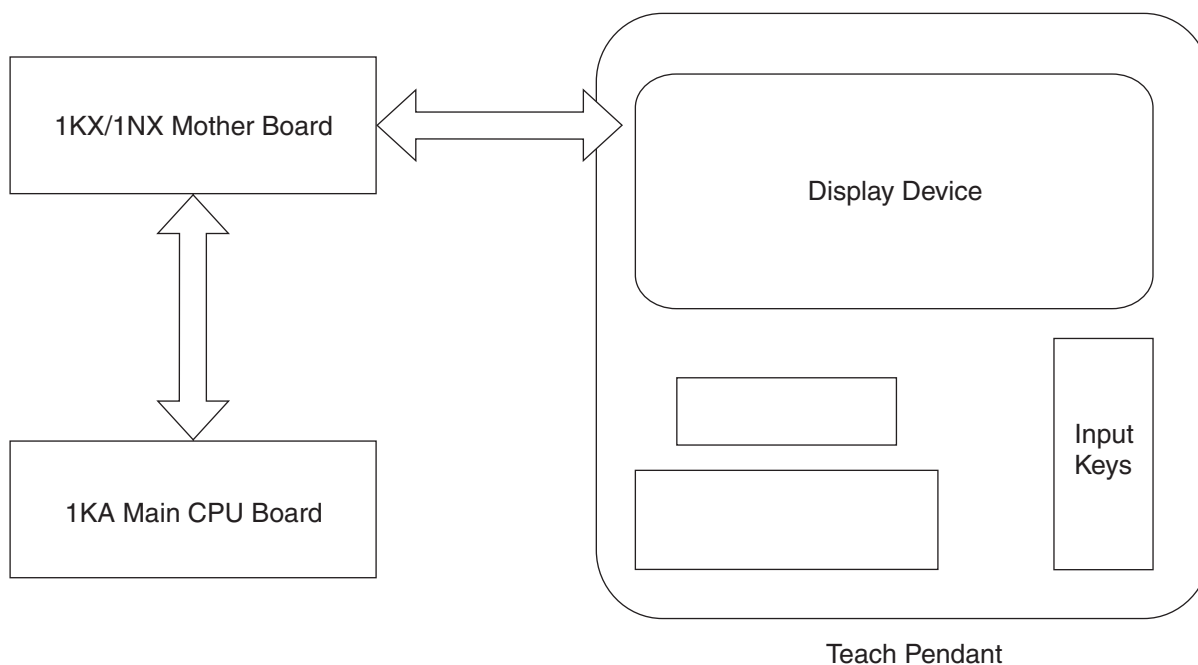 1KX/1NX Mother Board
Display Device
Input
Keys
1KA Main CPU Board
Teach Pendant